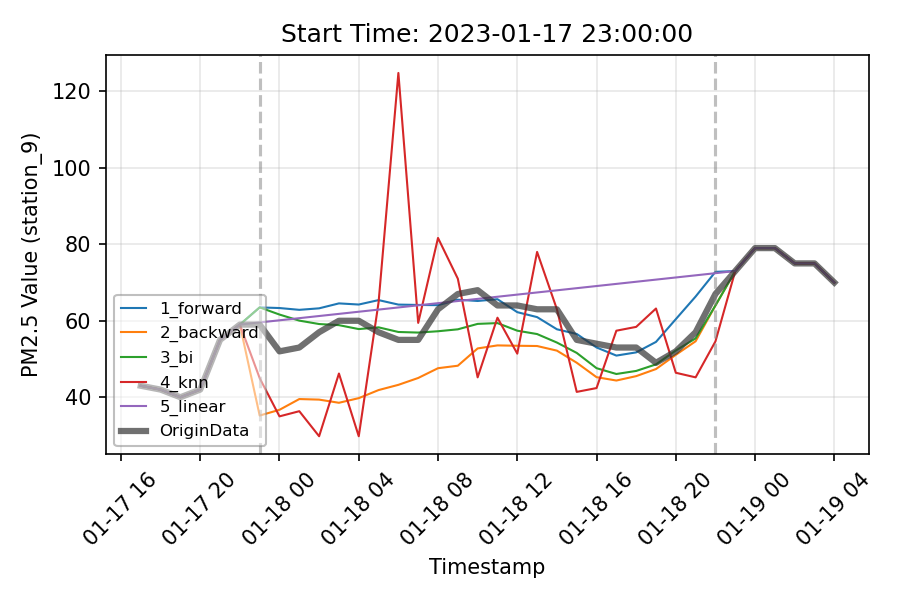 Start Time: 2023-01-17 23:00:00
PM2.5 Value (station_9)
120
100
80
60
40
1_forward
2_backward
3_bi
4_knn
5_linear
OriginData
01-17 16
01-17 20
01-18 00
01-18 04
01-18 08
01-18 12
01-18 16
01-18 20
01-19 00
01-19 04
Timestamp